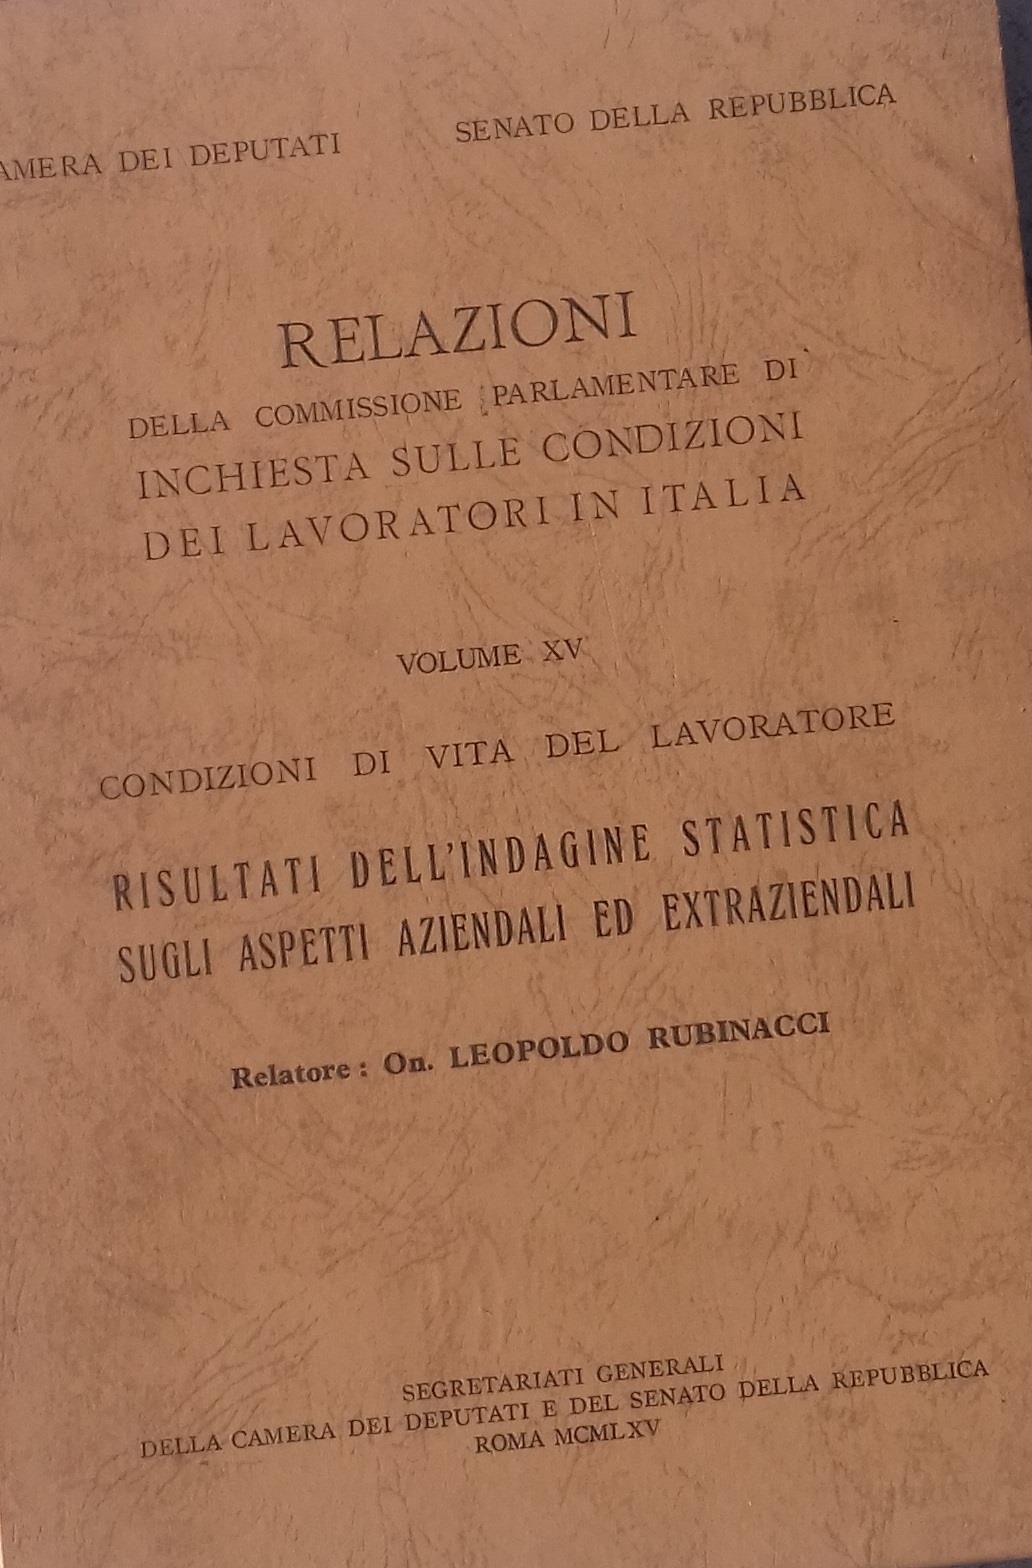 AMERA DEI DEPUTATI SENATO DELLA REPUBBLICA
RELAZIONI
DELLA COMMISSIONE PARLAMENTARE DI
INCHIESTA SULLE CONDIZIONI
DEI LAVORATORI IN ITALIA
VOLUME XV
CONDIZIONI DI VITA DEL LAVORATORE
RISULTATI DELL'INDAGINE STATISTICA
SUGLI ASPETTI AZIENDALI ED EXTRAZIENDALI
Relatore: On. LEOPOLDO RUBINACCI
SEGRETARIATI GENERALI
DELLA CAMERA DEI DEPUTATI E DEL SENATO DELLA REPUBBLICA
ROMA MCMLXV